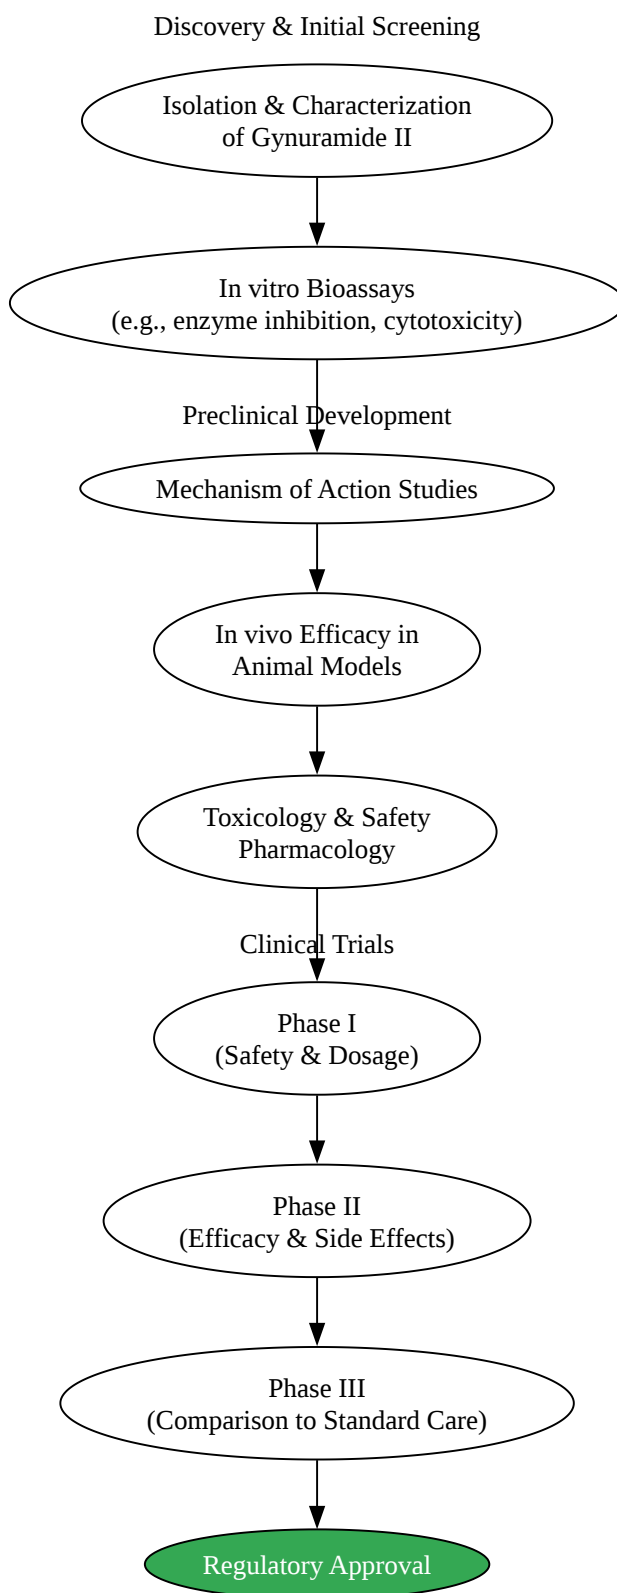 Discovery & Initial Screening
Isolation & Characterization
of Gynuramide II
In vitro Bioassays
(e.g., enzyme inhibition, cytotoxicity)
Preclinical Development
Mechanism of Action Studies
In vivo Efficacy in
Animal Models
Toxicology & Safety
Pharmacology
Clinical Trials
Phase I
(Safety & Dosage)
Phase II
(Efficacy & Side Effects)
Phase III
(Comparison to Standard Care)
Regulatory Approval